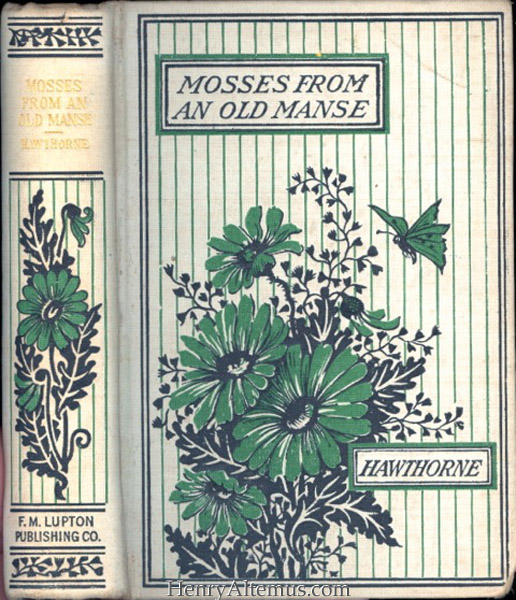 MOSSES
FROM AN
OLD MANSE
HAWTHORNE
F. M. LUPTON
PUBLISHING CO.
MOSSES FROM
AN OLD MANSE
HAWTHORNE
HenryAltemus.com